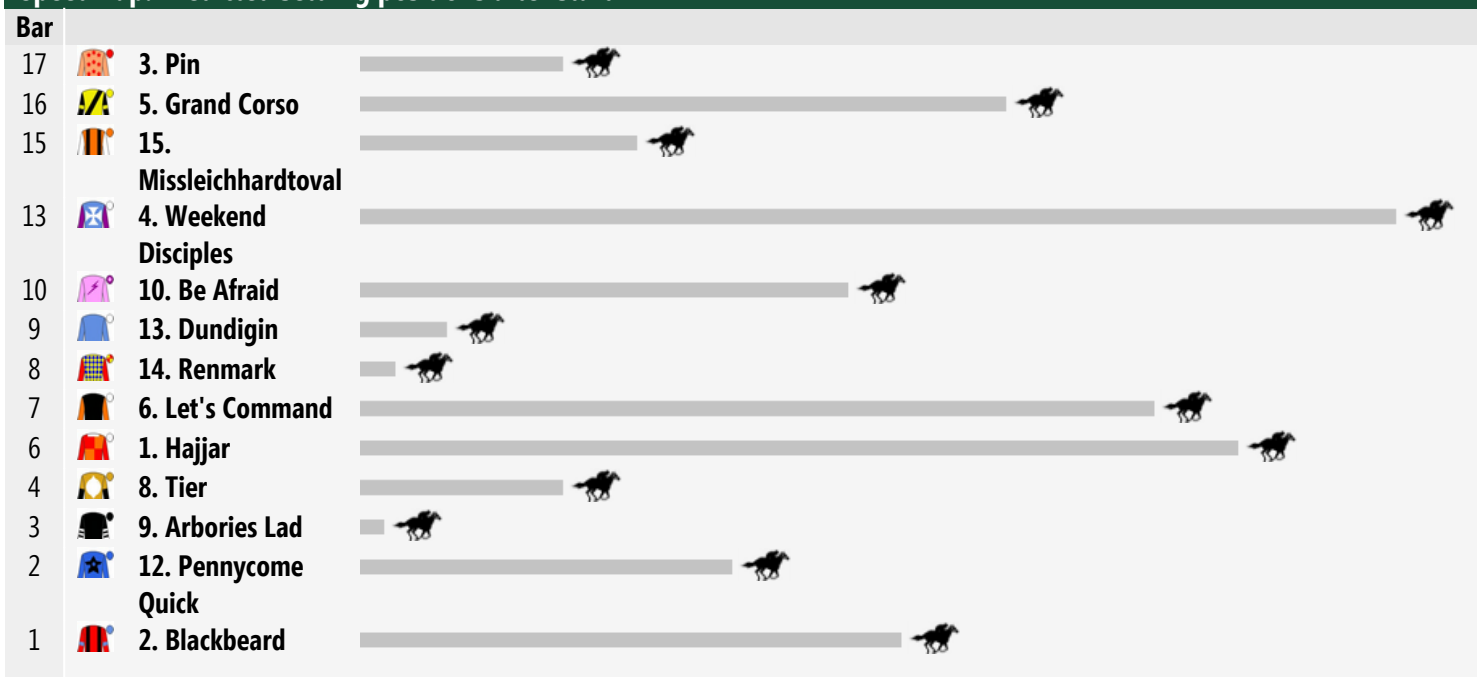 Bar
17 3. Pin
16 5. Grand Corso
15 15.
Missleichhardtoval
13 4. Weekend
Disciples
10 10. Be Afraid
9 13. Dundigin
8 14. Renmark
7 6. Let's Command
6 1. Hajjar
4 8. Tier
3 9. Arbories Lad
2 12. Pennycome
Quick
1 2. Blackbeard